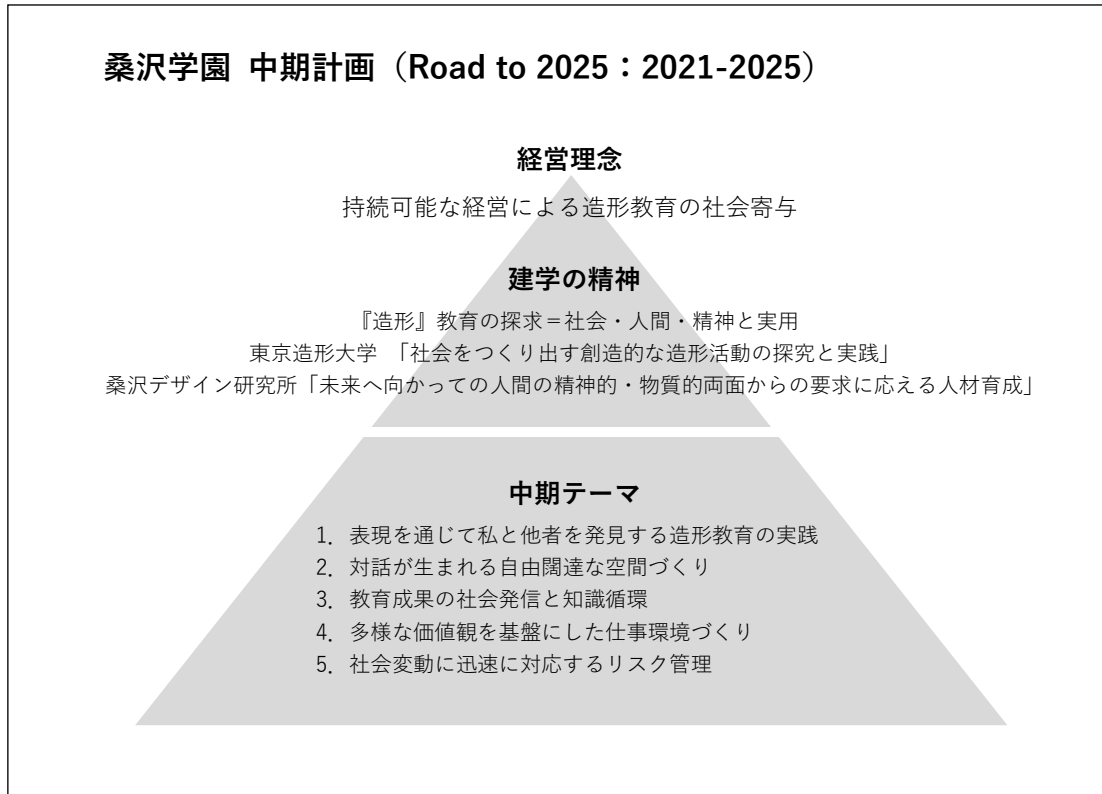 桑沢学園 中期計画（Road to 2025：2021-2025）
経営理念
持続可能な経営による造形教育の社会寄与
建学の精神
『造形』教育の探求＝社会・人間・精神と実用
東京造形大学　「社会をつくり出す創造的な造形活動の探究と実践」
桑沢デザイン研究所「未来へ向かっての人間の精神的・物質的両面からの要求に応える人材育成」
中期テーマ
1. 表現を通じて私と他者を発見する造形教育の実践
2. 対話が生まれる自由闊達な空間づくり
3. 教育成果の社会発信と知識循環
4. 多様な価値観を基盤にした仕事環境づくり
5. 社会変動に迅速に対応するリスク管理